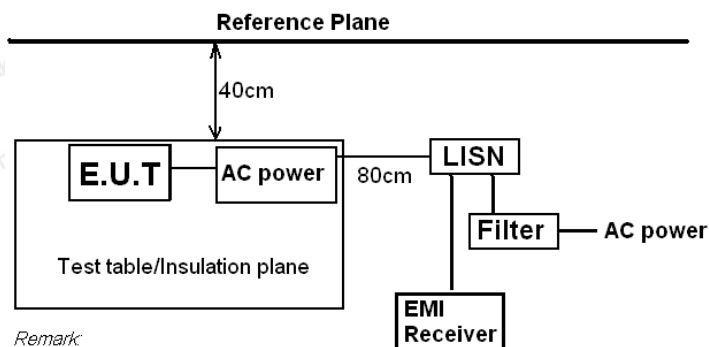 Reference Plane
40cm
E.U.T
AC power
80cm
LISN
Filter
AC power
Test table/Insulation plane
EMI
Receiver
Remark: